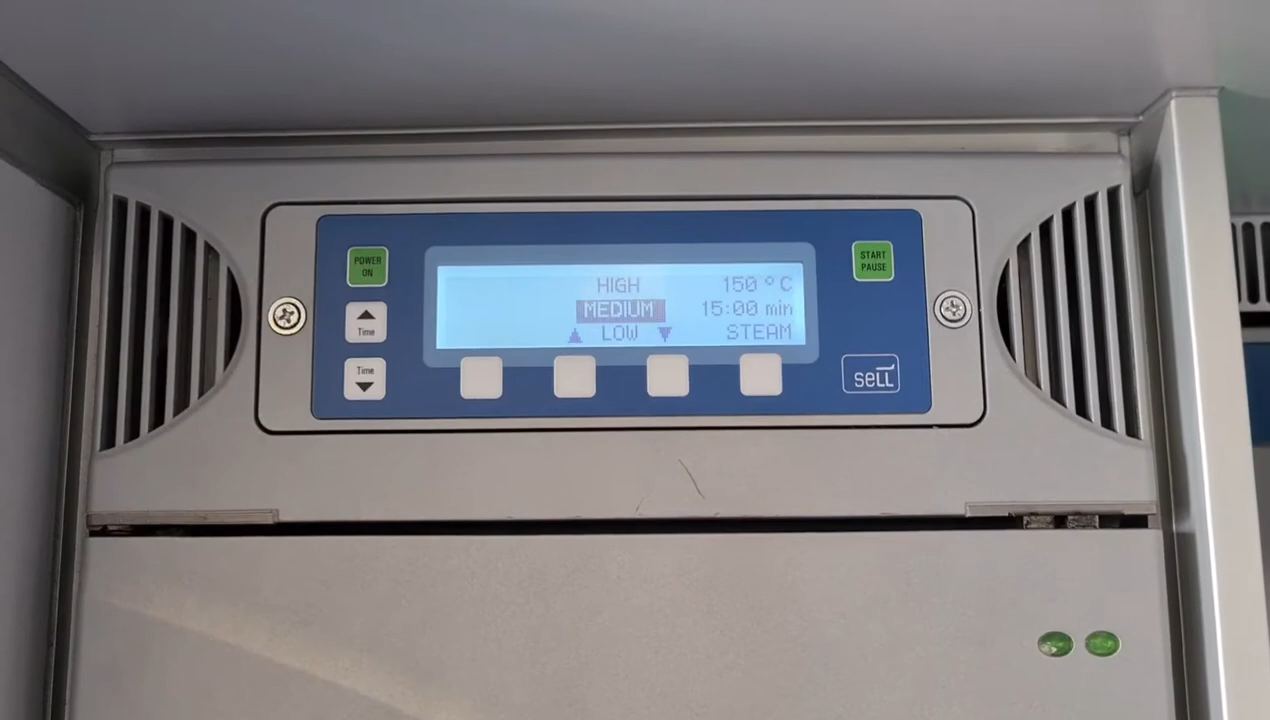 POWER
ON
START
PAUSE
HIGH 150 °C
MEDIUM 15:00 min
▲ LOW ▼ STEAM
Time
Time
sell